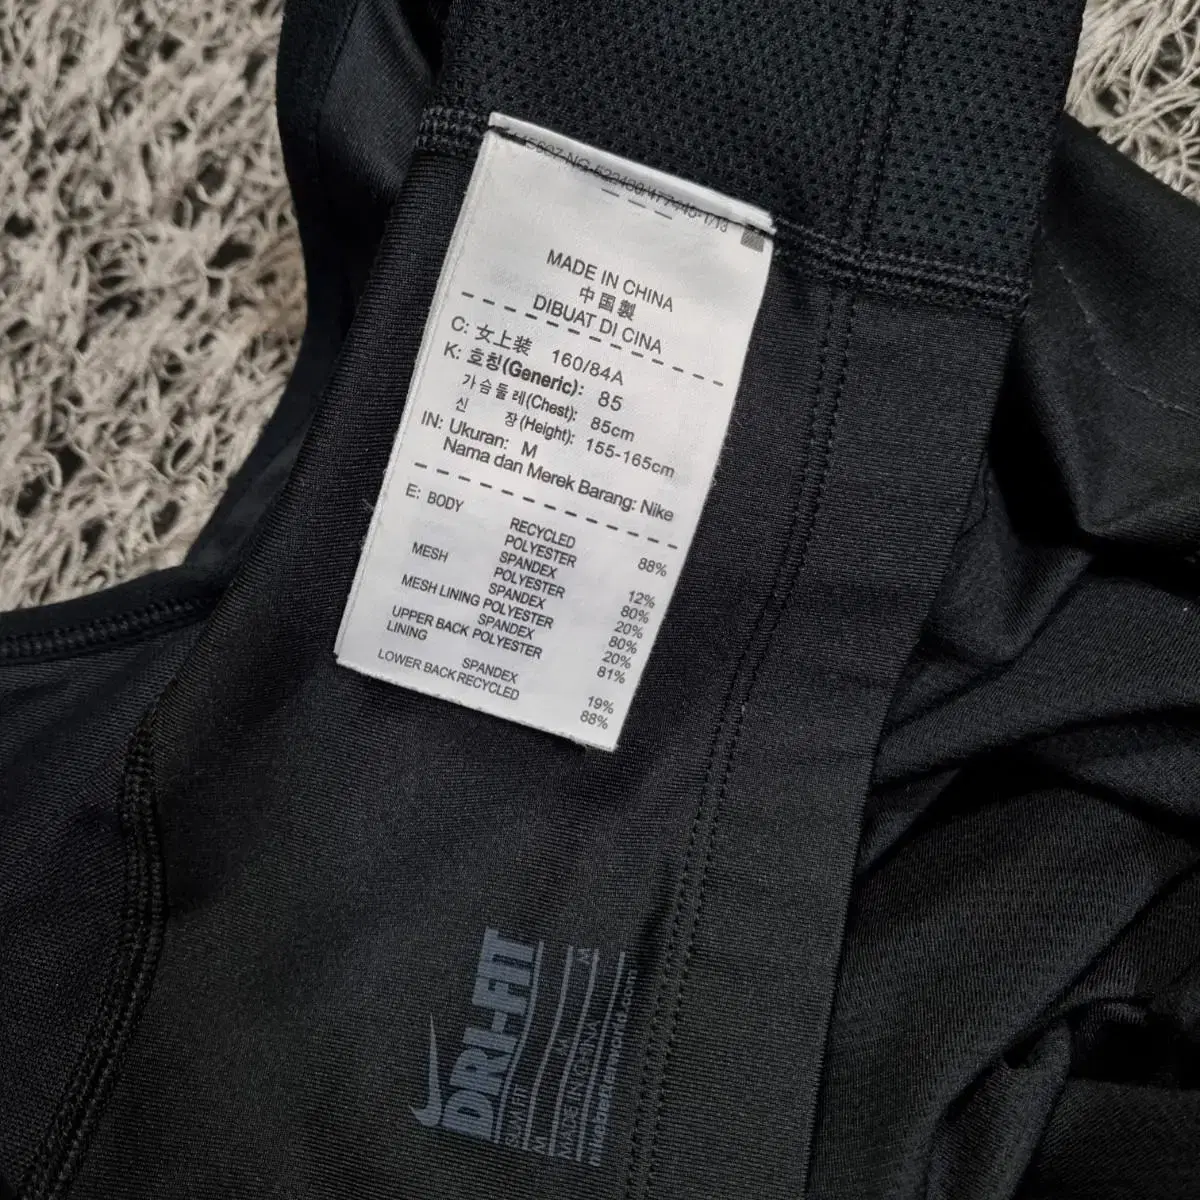 MADE IN CHINA
中国製
DIBUAT DI CINA
C: 女上装 160/84A
K: 호칭(Generic): 85
가슴둘레(Chest): 85cm
신 장(Height): 155-165cm
IN: Ukuran: M
Nama dan Merek Barang: Nike
E: BODY RECYCLED
POLYESTER 88%
SPANDEX 12%
MESH POLYESTER 80%
SPANDEX 20%
MESH LINING POLYESTER 80%
SPANDEX 20%
UPPER BACK POLYESTER 81%
LINING
SPANDEX 19%
LOWER BACK RECYCLED 88%
DRI-FIT
M
MADE IN CHINA